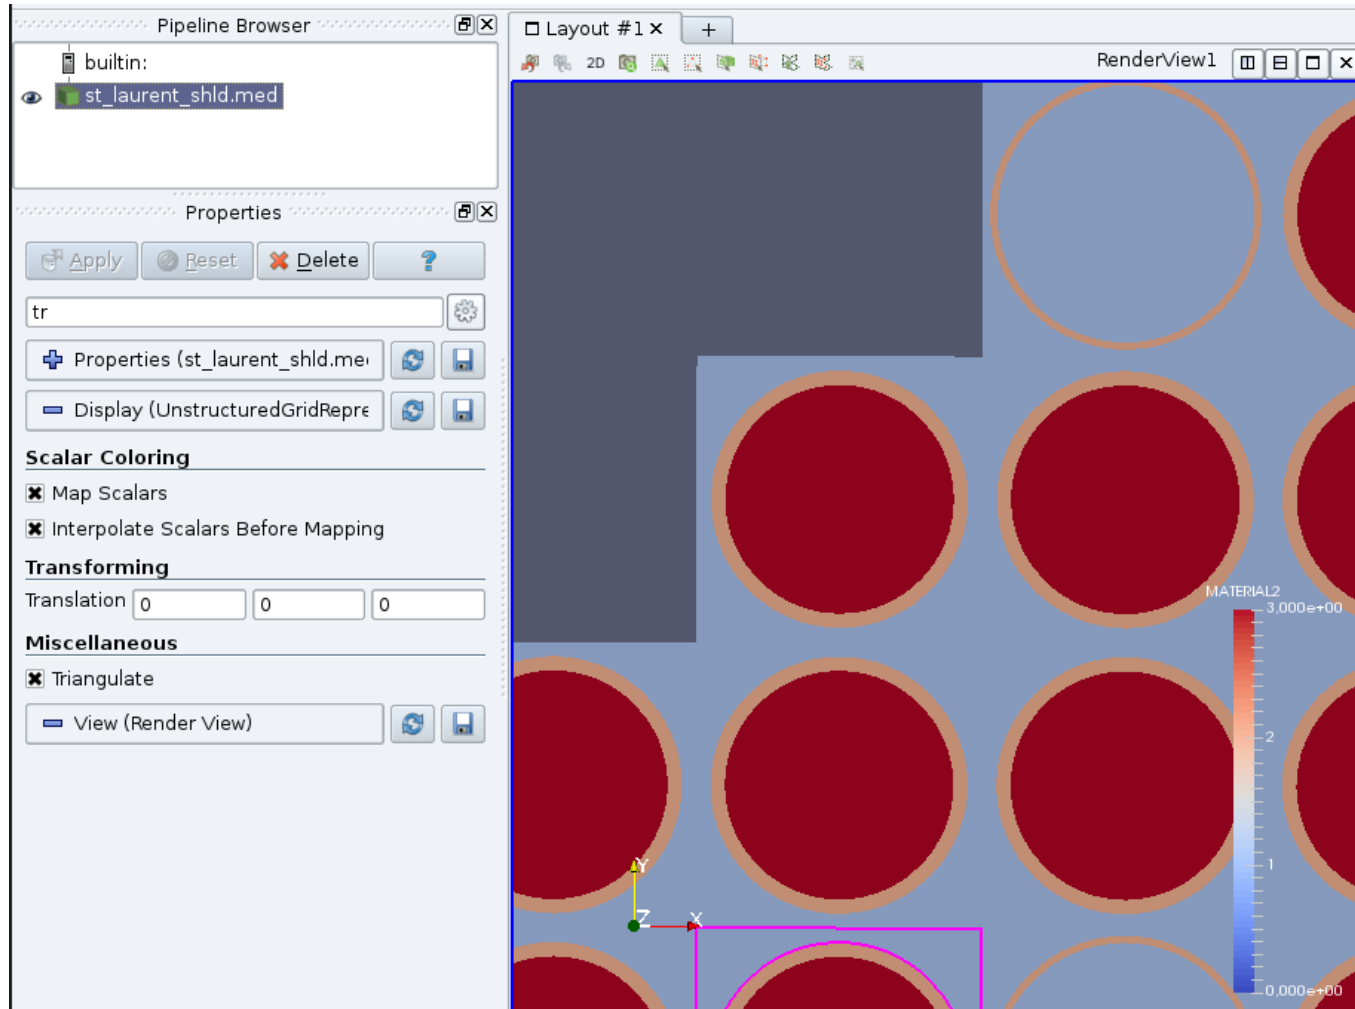 Pipeline Browser
builtin:
st_laurent_shld.med
Properties
Apply Reset Delete ?
tr
Properties (st_laurent_shld.me
Display (UnstructuredGridRepre
Scalar Coloring
Map Scalars
Interpolate Scalars Before Mapping
Transforming
Translation 0 0 0
Miscellaneous
Triangulate
View (Render View)
Layout #1 +
2D RenderView1
MATERIAL2
3,000e+00
2
1
0,000e+00
Y
Z X